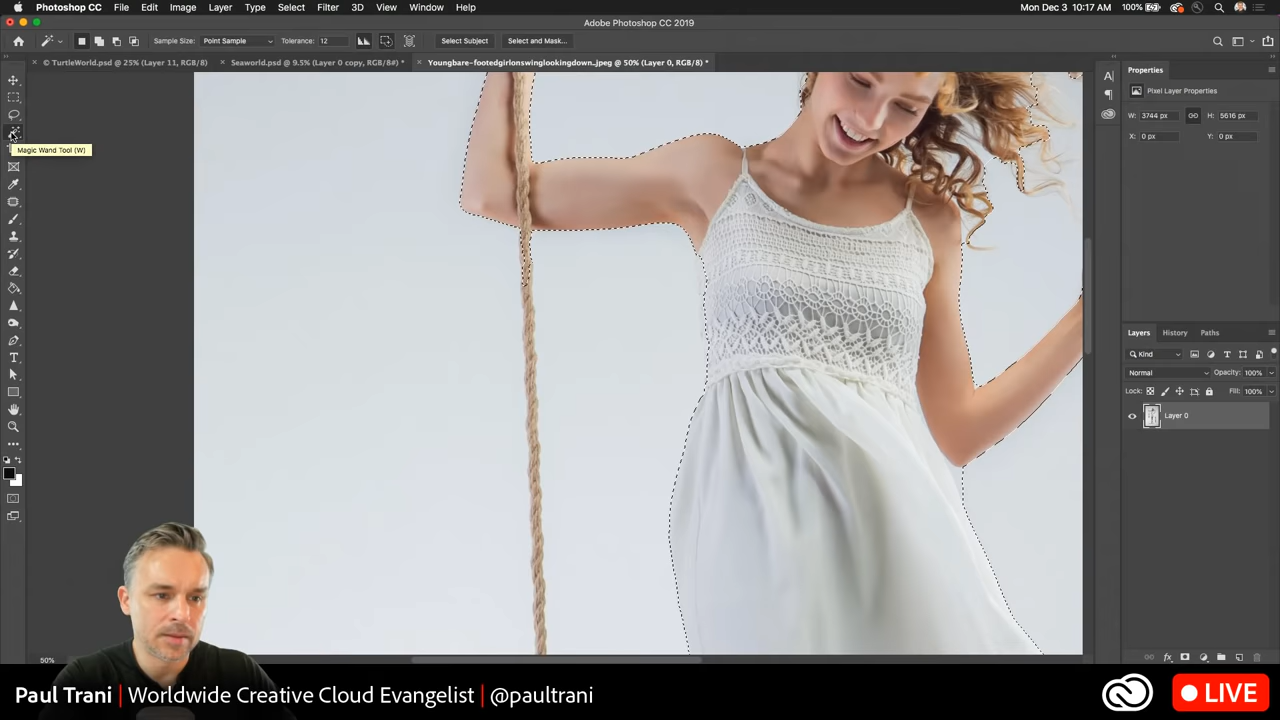 Photoshop CC File Edit Image Layer Type Select Filter 3D View Window Help 100% Mon Dec 3 10:17 AM
Adobe Photoshop CC 2019
Sample Size: Point Sample Tolerance: 12 Select Subject Select and Mask...
× © TurtleWorld.psd @ 25% (Layer 11, RGB/8) × Seaworld.psd @ 9.5% (Layer 0 copy, RGB/8#) * × Youngbare-footedgirlonswinglookingdown.jpeg @ 50% (Layer 0, RGB/8) *
Magic Wand Tool (W)
Properties
Pixel Layer Properties
W: 3744 px H: 5616 px
X: 0 px Y: 0 px
Layers History Paths
Kind
Normal Opacity: 100%
Lock: Fill: 100%
Layer 0
50%
Paul Trani | Worldwide Creative Cloud Evangelist | @paultrani
LIVE